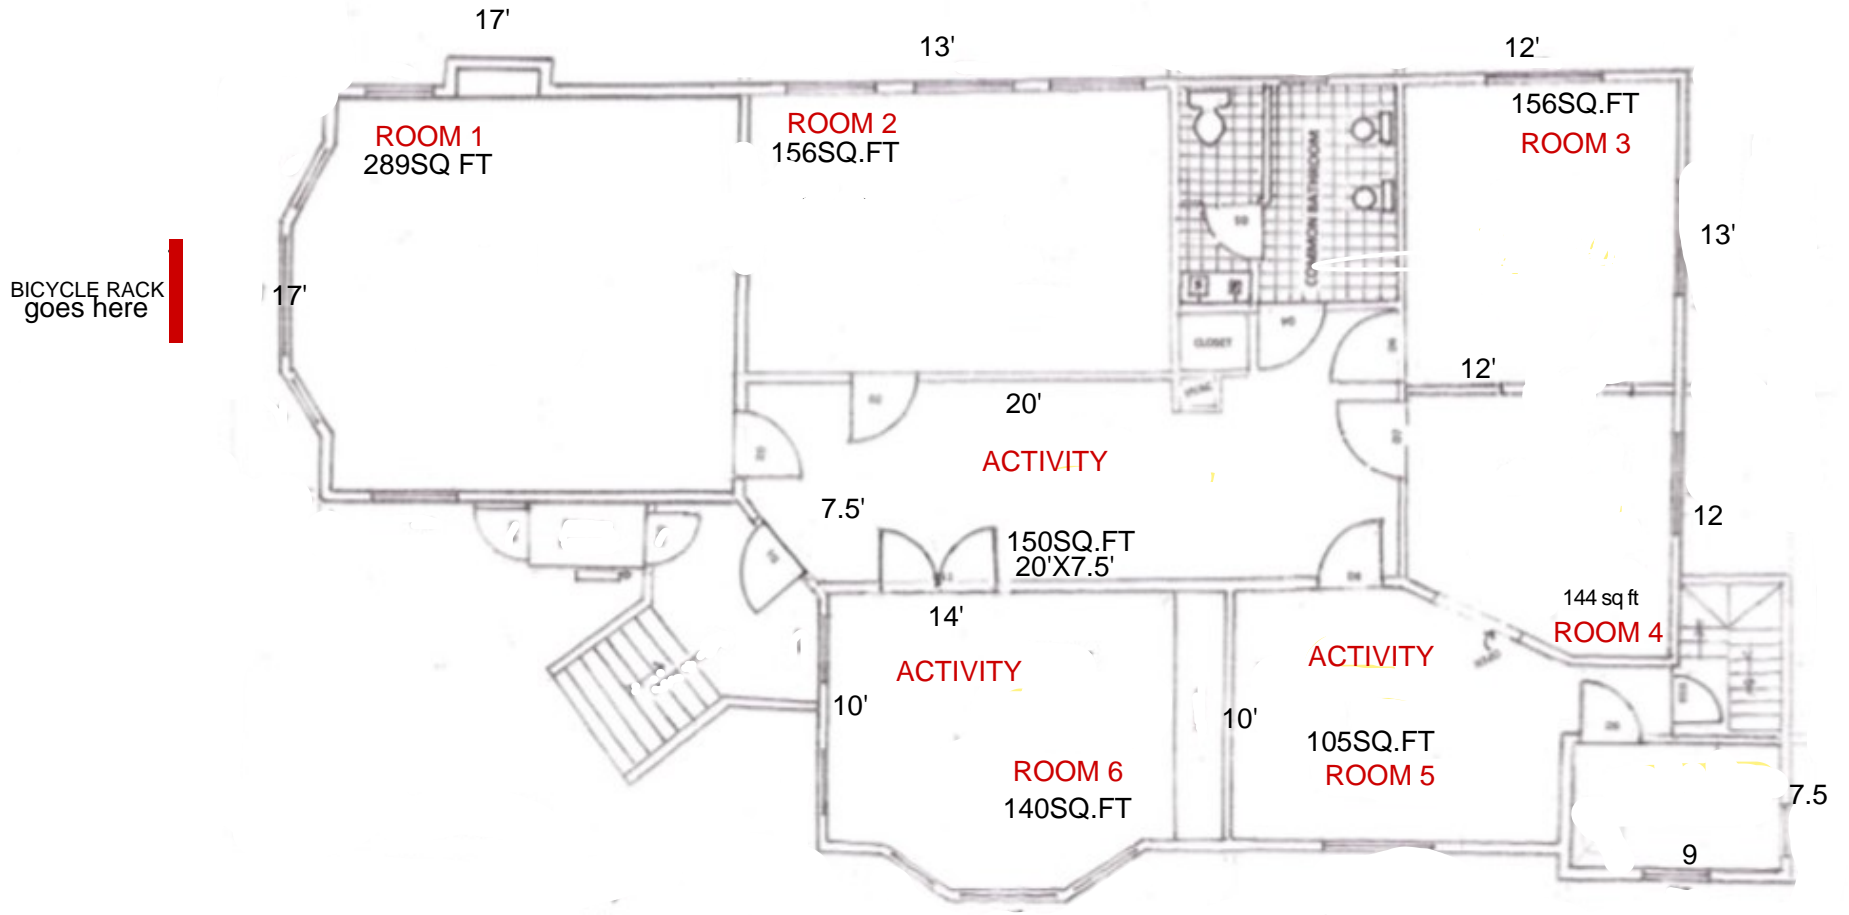 17'
13'
12'
ROOM 1
289SQ FT
ROOM 2
156SQ.FT
156SQ.FT
ROOM 3
COMMON BATHROOM
13'
BICYCLE RACK
goes here
17'
CLOSET
12'
20'
ACTIVITY
7.5'
150SQ.FT
20'X7.5'
12
14'
144 sq ft
ROOM 4
ACTIVITY
ACTIVITY
10'
10'
105SQ.FT
ROOM 5
ROOM 6
140SQ.FT
7.5
9